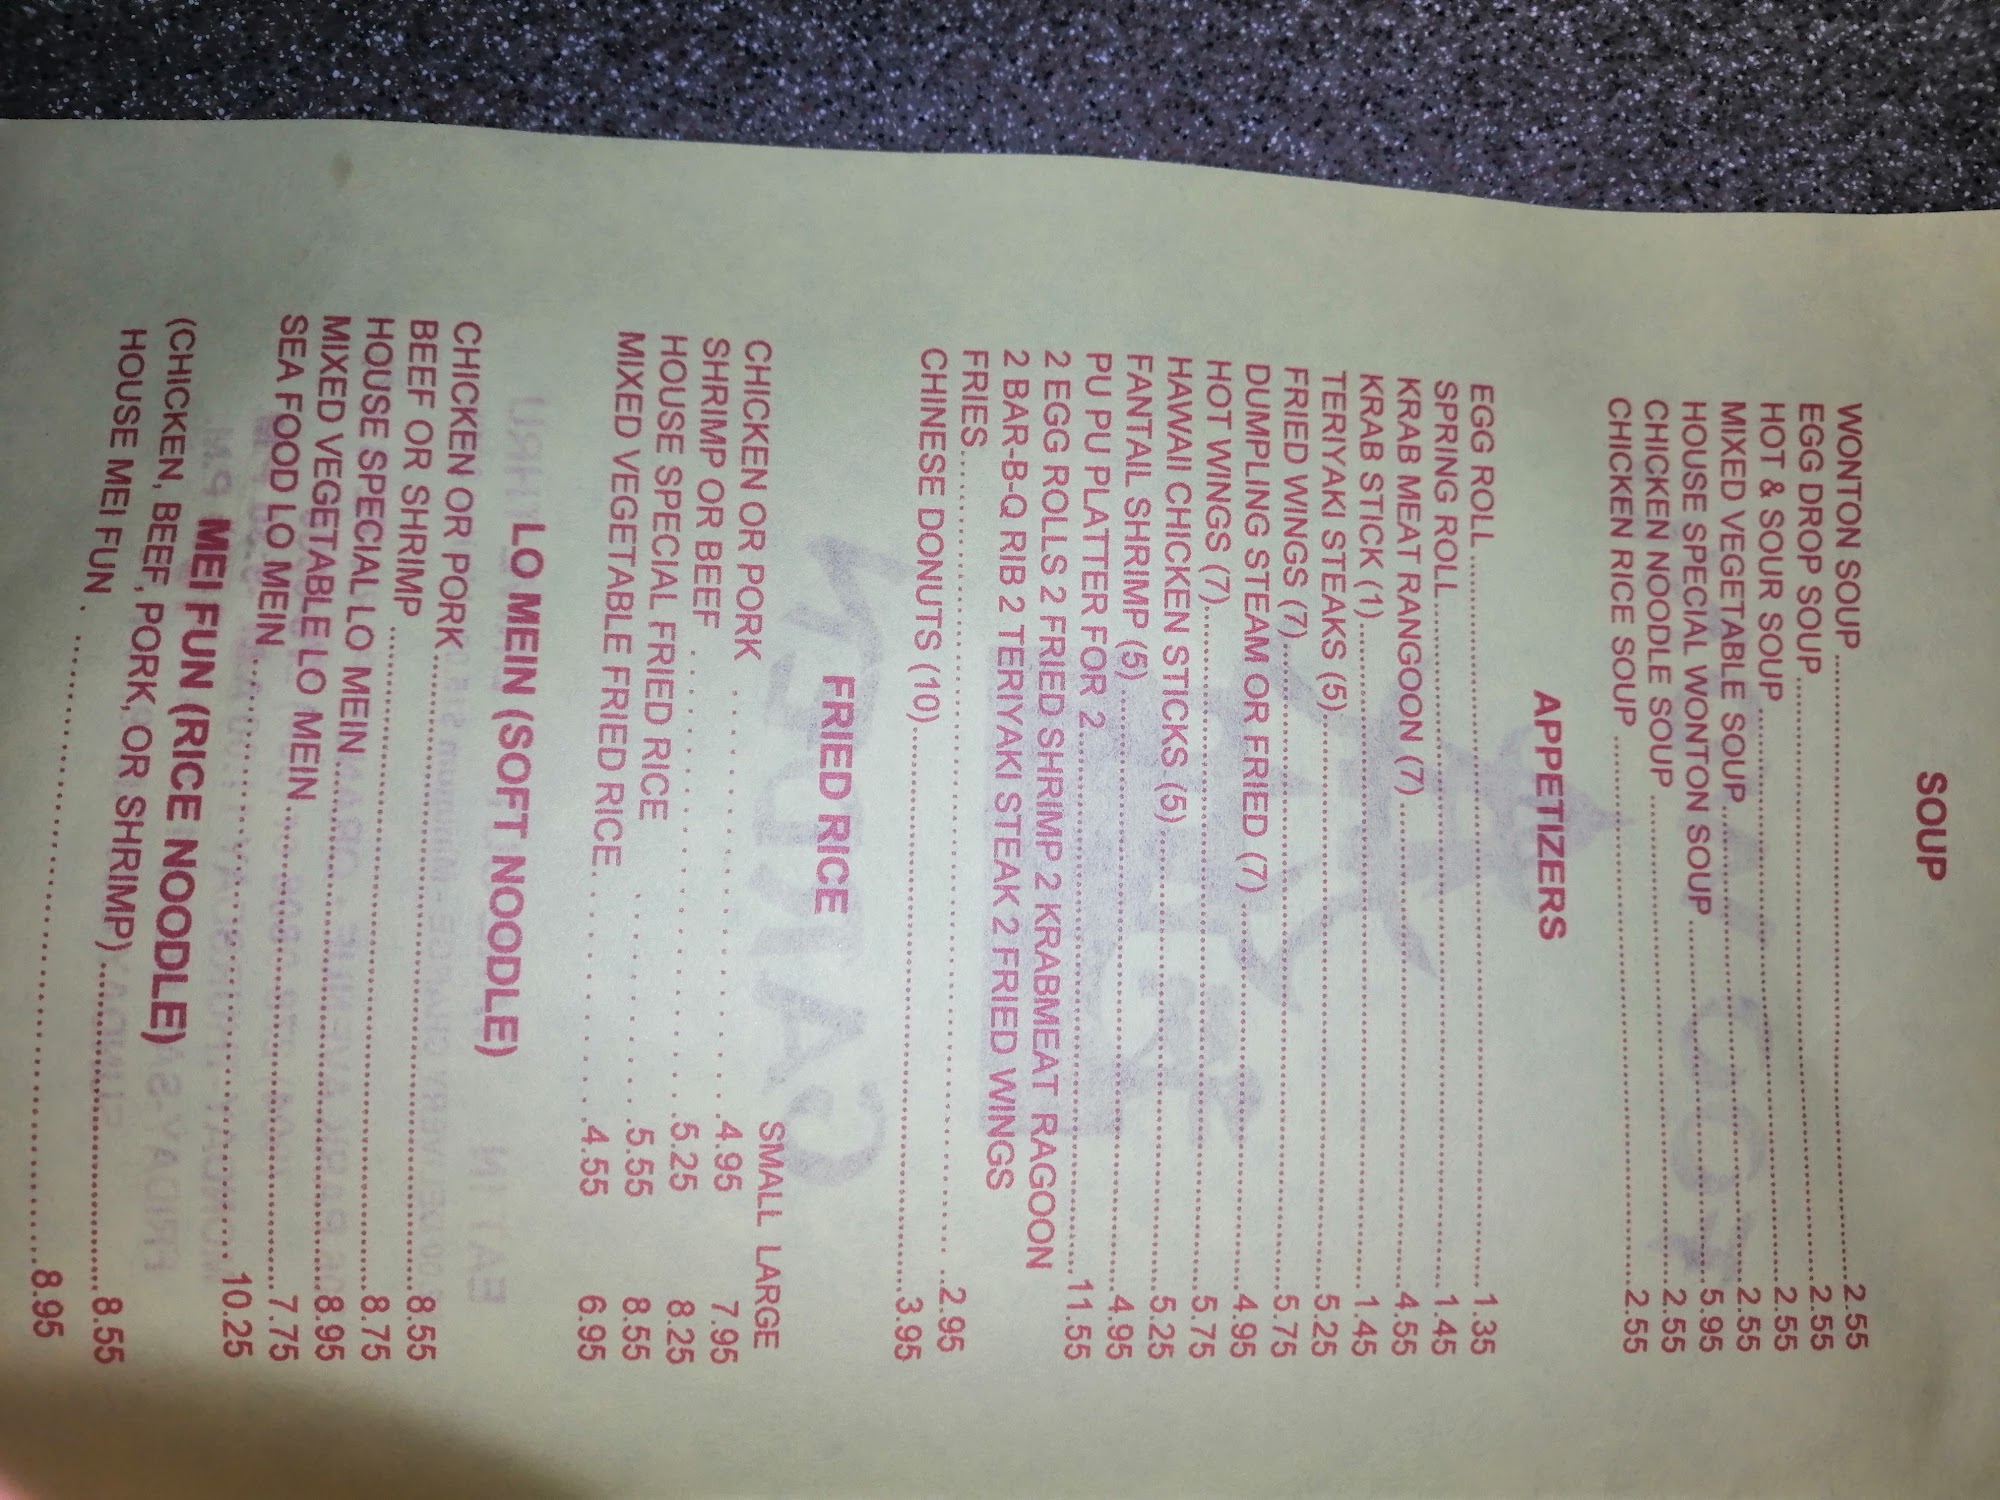 SOUP
WONTON SOUP 2.55
EGG DROP SOUP 2.55
HOT & SOUR SOUP 2.55
MIXED VEGETABLE SOUP 2.55
HOUSE SPECIAL WONTON SOUP 5.95
CHICKEN NOODLE SOUP 2.55
CHICKEN RICE SOUP 2.55
APPETIZERS
EGG ROLL 1.35
SPRING ROLL 1.45
KRAB MEAT RANGOON (7) 4.55
KRAB STICK (1) 1.45
TERIYAKI STEAKS (5) 5.25
FRIED WINGS (7) 5.75
DUMPLING STEAM OR FRIED (7) 4.95
HOT WINGS (7) 5.75
HAWAII CHICKEN STICKS (5) 5.25
FANTAIL SHRIMP (5) 4.95
PU PU PLATTER FOR 2 11.55
2 EGG ROLLS 2 FRIED SHRIMP 2 KRABMEAT RAGOON
2 BAR-B-Q RIB 2 TERIYAKI STEAK 2 FRIED WINGS
FRIES 2.95
CHINESE DONUTS (10) 3.95
FRIED RICE
SMALL LARGE
CHICKEN OR PORK 4.95 7.95
SHRIMP OR BEEF 5.25 8.25
HOUSE SPECIAL FRIED RICE 5.55 8.55
MIXED VEGETABLE FRIED RICE 4.55 6.95
LO MEIN (SOFT NOODLE)
CHICKEN OR PORK 8.55
BEEF OR SHRIMP 8.75
HOUSE SPECIAL LO MEIN 8.95
MIXED VEGETABLE LO MEIN 7.75
SEA FOOD LO MEIN 10.25
MEI FUN (RICE NOODLE)
(CHICKEN, BEEF, PORK, OR SHRIMP) 8.55
HOUSE MEI FUN 8.95